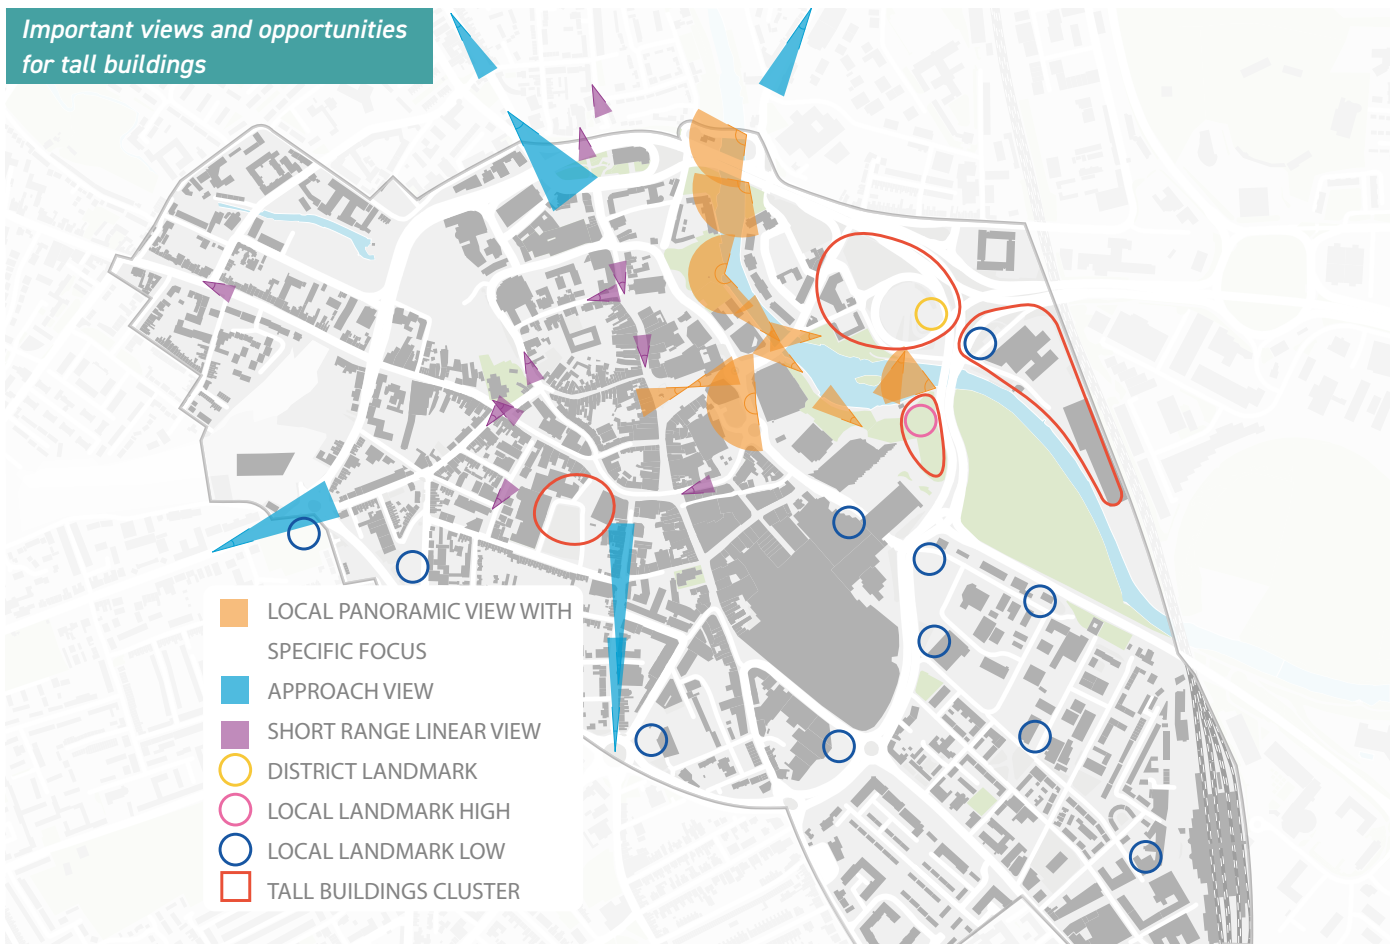 Important views and opportunities
for tall buildings
LOCAL PANORAMIC VIEW WITH
SPECIFIC FOCUS
APPROACH VIEW
SHORT RANGE LINEAR VIEW
DISTRICT LANDMARK
LOCAL LANDMARK HIGH
LOCAL LANDMARK LOW
TALL BUILDINGS CLUSTER